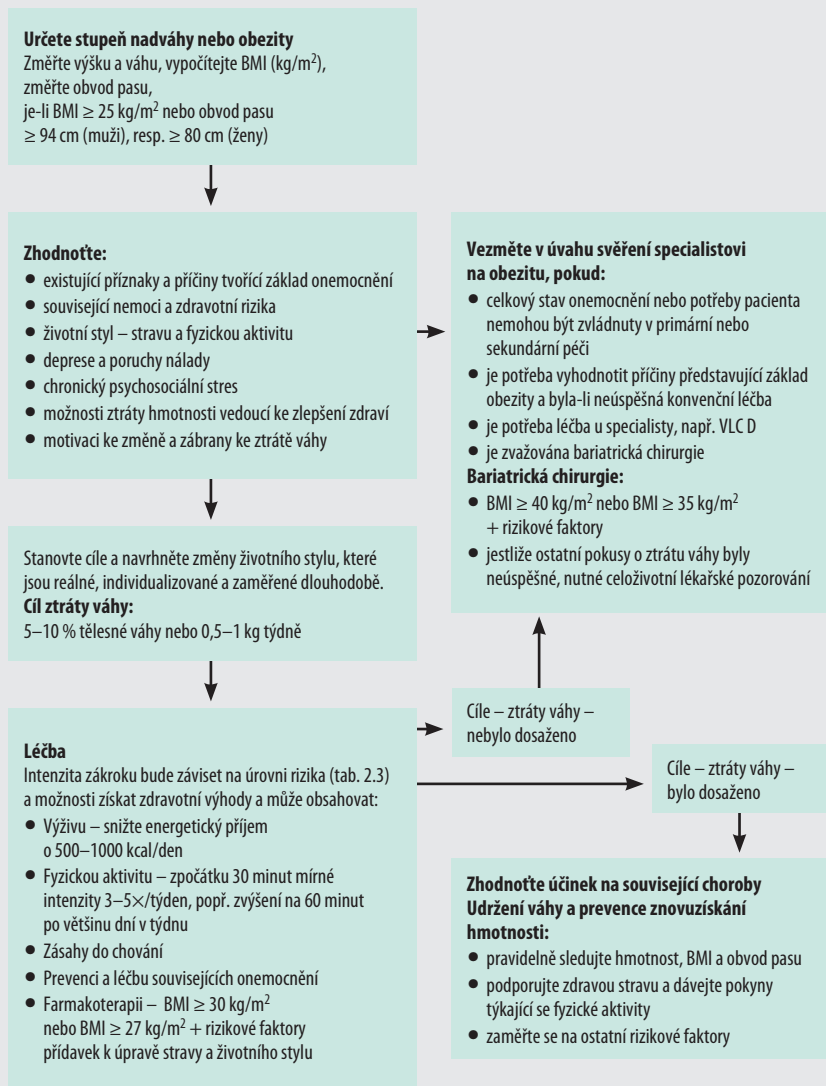 Určete stupeň nadváhy nebo obezity
Změřte výšku a váhu, vypočítejte BMI (kg/m²),
změřte obvod pasu,
je-li BMI ≥ 25 kg/m² nebo obvod pasu
≥ 94 cm (muži), resp. ≥ 80 cm (ženy)
Zhodnoťte:
● existující příznaky a příčiny tvořící základ onemocnění
● související nemoci a zdravotní rizika
● životní styl – stravu a fyzickou aktivitu
● deprese a poruchy nálady
● chronický psychosociální stres
● možnosti ztráty hmotnosti vedoucí ke zlepšení zdraví
● motivaci ke změně a zábrany ke ztrátě váhy
Vezměte v úvahu svěření specialistovi
na obezitu, pokud:
● celkový stav onemocnění nebo potřeby pacienta
nemohou být zvládnuty v primární nebo
sekundární péči
● je potřeba vyhodnotit příčiny představující základ
obezity a byla-li neúspěšná konvenční léčba
● je potřeba léčba u specialisty, např. VLC D
● je zvažována bariatrická chirurgie
Bariatrická chirurgie:
● BMI ≥ 40 kg/m² nebo BMI ≥ 35 kg/m²
+ rizikové faktory
● jestliže ostatní pokusy o ztrátu váhy byly
neúspěšné, nutné celoživotní lékařské pozorování
Stanovte cíle a navrhněte změny životního stylu, které
jsou reálné, individualizované a zaměřené dlouhodobě.
Cíl ztráty váhy:
5–10 % tělesné váhy nebo 0,5–1 kg týdně
Léčba
Intenzita zákroku bude záviset na úrovni rizika (tab. 2.3)
a možnosti získat zdravotní výhody a může obsahovat:
● Výživu – snižte energetický příjem
o 500–1000 kcal/den
● Fyzickou aktivitu – zpočátku 30 minut mírné
intenzity 3–5×/týden, popř. zvýšení na 60 minut
po většinu dní v týdnu
● Zásahy do chování
● Prevenci a léčbu souvisejících onemocnění
● Farmakoterapii – BMI ≥ 30 kg/m²
nebo BMI ≥ 27 kg/m² + rizikové faktory
přídavek k úpravě stravy a životního stylu
Cíle – ztráty váhy –
nebylo dosaženo
Cíle – ztráty váhy –
bylo dosaženo
Zhodnoťte účinek na související choroby
Udržení váhy a prevence znovuzískání
hmotnosti:
● pravidelně sledujte hmotnost, BMI a obvod pasu
● podporujte zdravou stravu a dávejte pokyny
týkající se fyzické aktivity
● zaměřte se na ostatní rizikové faktory